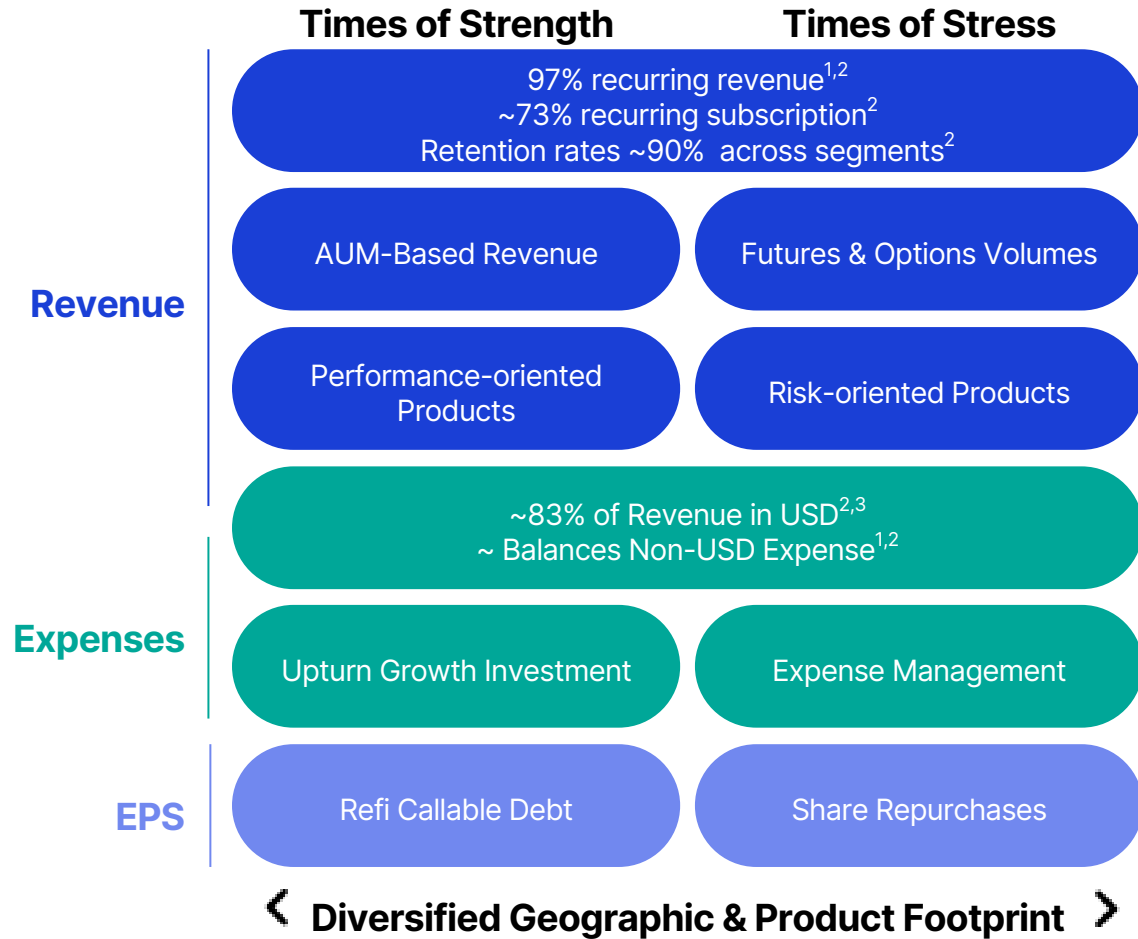 Times of Strength
Times of Stress
97% recurring revenue1,2
~73% recurring subscription2
Retention rates ~90% across segments2
Revenue
AUM-Based Revenue
Futures & Options Volumes
Performance-oriented
Products
Risk-oriented Products
Expenses
~83% of Revenue in USD2,3
~ Balances Non-USD Expense1,2
Upturn Growth Investment
Expense Management
EPS
Refi Callable Debt
Share Repurchases
Diversified Geographic & Product Footprint